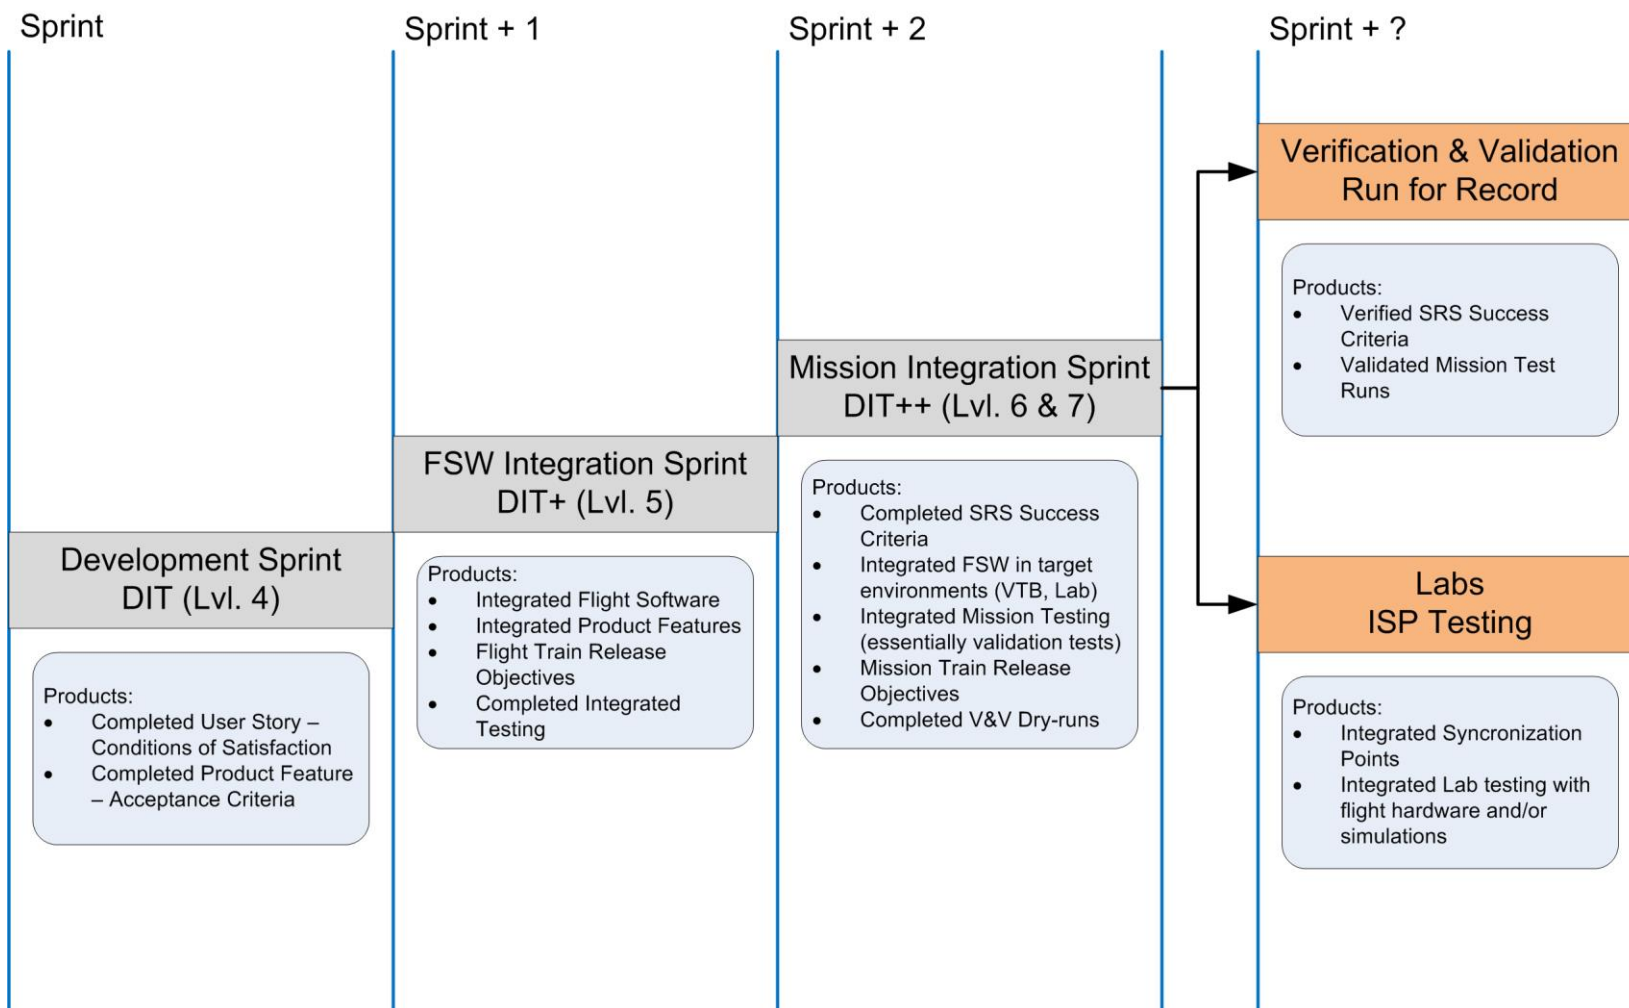 Sprint
Sprint + 1
Sprint + 2
Sprint + ?
Development Sprint
DIT (Lvl. 4)
Products:
• Completed User Story –
Conditions of Satisfaction
• Completed Product Feature
– Acceptance Criteria
FSW Integration Sprint
DIT+ (Lvl. 5)
Products:
• Integrated Flight Software
• Integrated Product Features
• Flight Train Release
Objectives
• Completed Integrated
Testing
Mission Integration Sprint
DIT++ (Lvl. 6 & 7)
Products:
• Completed SRS Success
Criteria
• Integrated FSW in target
environments (VTB, Lab)
• Integrated Mission Testing
(essentially validation tests)
• Mission Train Release
Objectives
• Completed V&V Dry-runs
Verification & Validation
Run for Record
Products:
• Verified SRS Success
Criteria
• Validated Mission Test
Runs
Labs
ISP Testing
Products:
• Integrated Syncronization
Points
• Integrated Lab testing with
flight hardware and/or
simulations